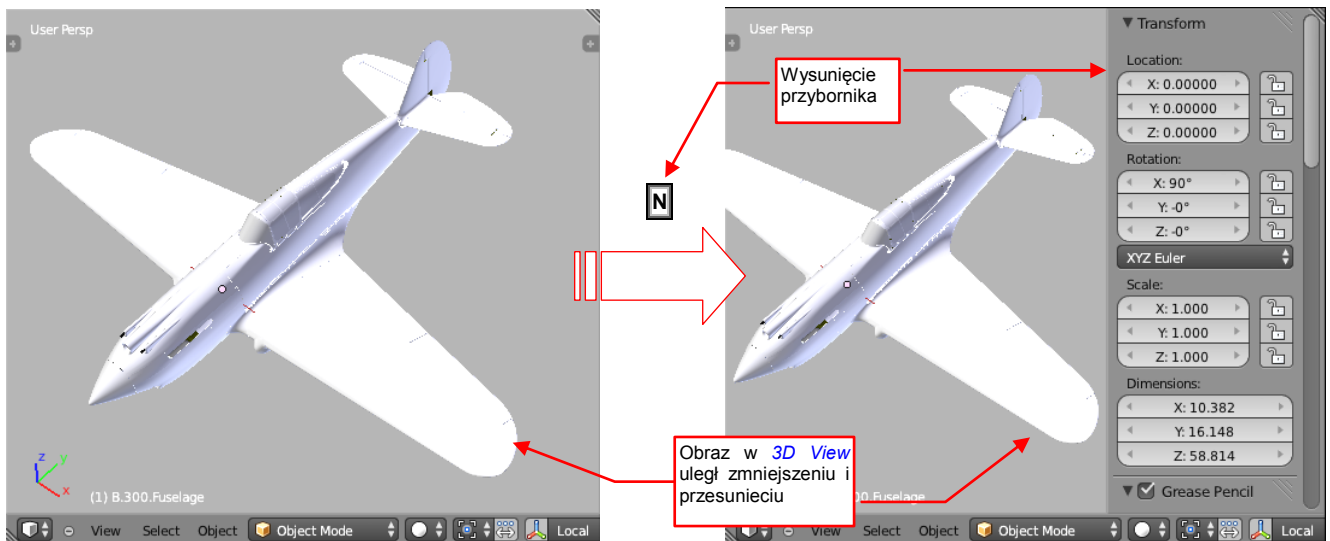 User Persp
(1) B.300.Fuselage
z
y
x
View Select Object Object Mode Local
N
Wysunięcie
przybornika
Obraz w 3D View
uległ zmniejszeniu i
przesunieciu
User Persp
00.Fuselage
View Select Object Object Mode Local
Transform
Location:
X: 0.00000
Y: 0.00000
Z: 0.00000
Rotation:
X: 90°
Y: -0°
Z: -0°
XYZ Euler
Scale:
X: 1.000
Y: 1.000
Z: 1.000
Dimensions:
X: 10.382
Y: 16.148
Z: 58.814
Grease Pencil